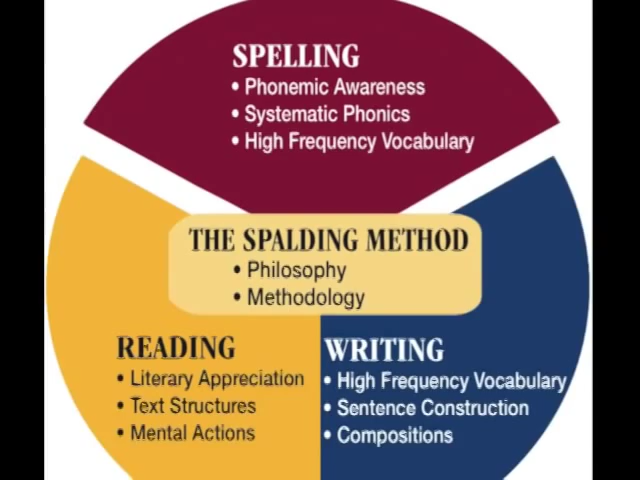 SPELLING
• Phonemic Awareness
• Systematic Phonics
• High Frequency Vocabulary
THE SPALDING METHOD
• Philosophy
• Methodology
READING
• Literary Appreciation
• Text Structures
• Mental Actions
WRITING
• High Frequency Vocabulary
• Sentence Construction
• Compositions